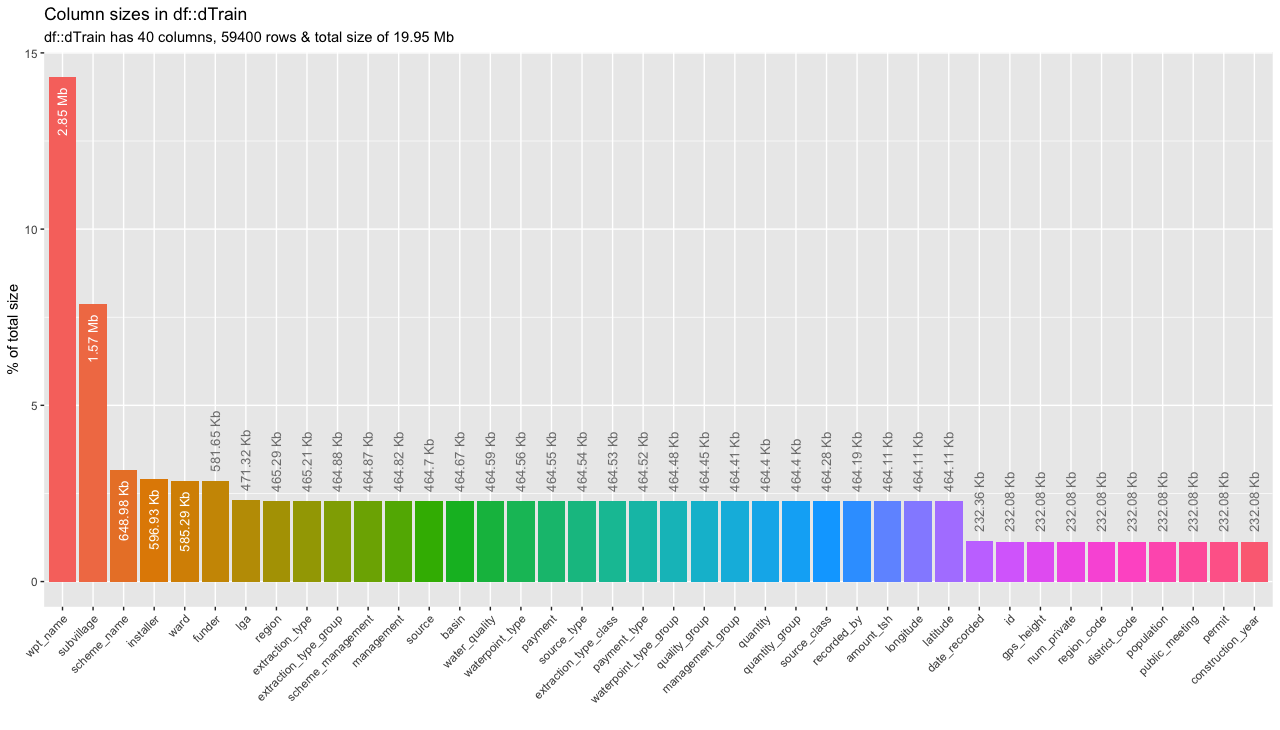 Column sizes in df::dTrain
df::dTrain has 40 columns, 59400 rows & total size of 19.95 Mb
% of total size
15
10
5
0
2.85 Mb
1.57 Mb
648.98 Kb
596.93 Kb
585.29 Kb
581.65 Kb
471.32 Kb
465.29 Kb
465.21 Kb
464.88 Kb
464.87 Kb
464.82 Kb
464.7 Kb
464.67 Kb
464.59 Kb
464.56 Kb
464.55 Kb
464.54 Kb
464.53 Kb
464.52 Kb
464.48 Kb
464.45 Kb
464.41 Kb
464.4 Kb
464.4 Kb
464.28 Kb
464.19 Kb
464.11 Kb
464.11 Kb
464.11 Kb
232.36 Kb
232.08 Kb
232.08 Kb
232.08 Kb
232.08 Kb
232.08 Kb
232.08 Kb
232.08 Kb
232.08 Kb
232.08 Kb
wpt_name
subvillage
scheme_name
installer
ward
funder
lga
region
extraction_type
extraction_type_group
scheme_management
management
source
basin
water_quality
waterpoint_type
payment
source_type
extraction_type_class
payment_type
waterpoint_type_group
quality_group
management_group
quantity
quantity_group
source_class
recorded_by
amount_tsh
longitude
latitude
date_recorded
id
gps_height
num_private
region_code
district_code
population
public_meeting
permit
construction_year